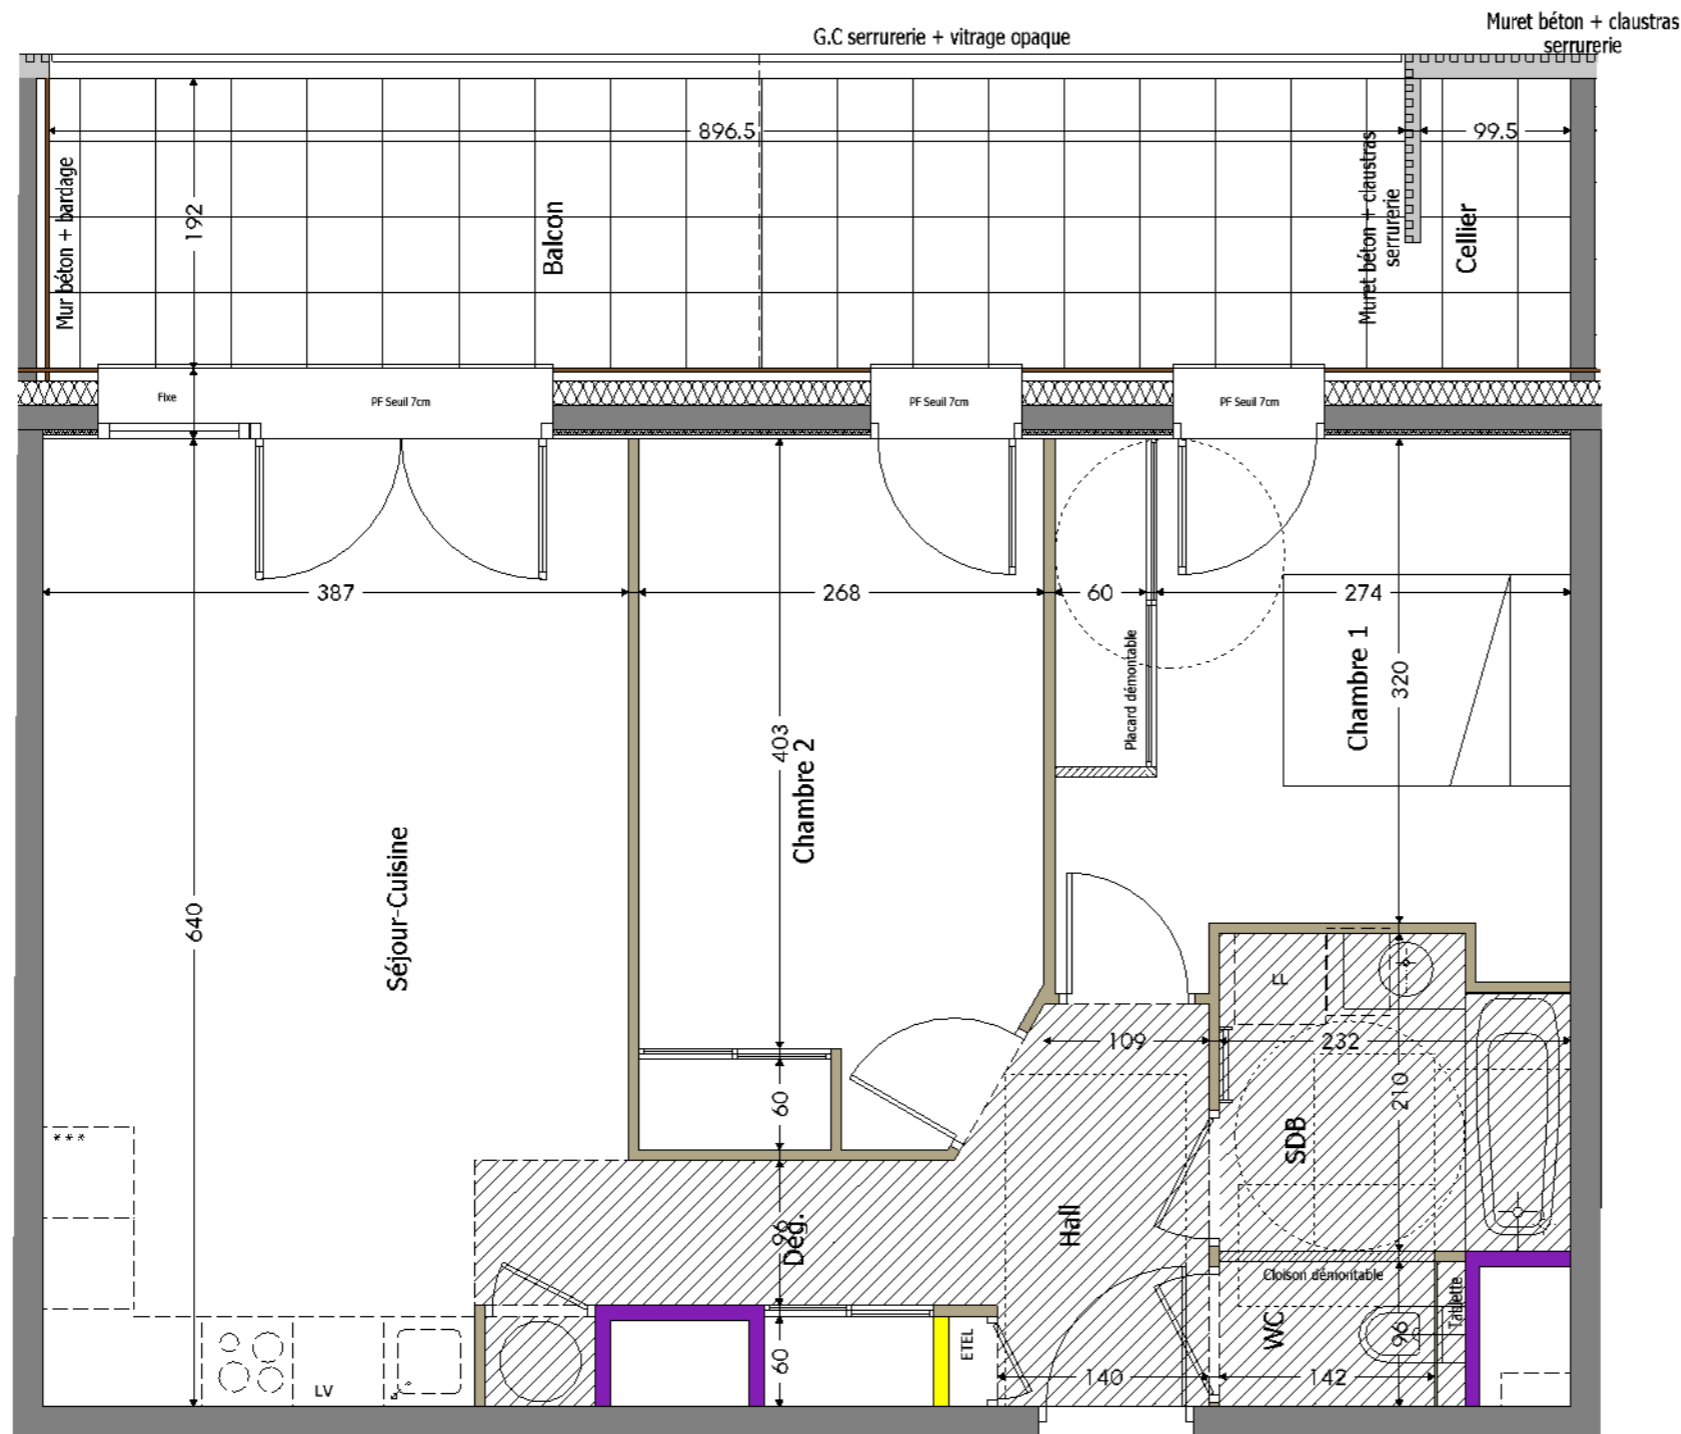 Muret béton + claustras
serrurerie
G.C serrurerie + vitrage opaque
896.5
99.5
Mur béton + bardage
192
Balcon
Muret béton + claustras
serrurerie
Cellier
Fixe
PF Seuil 7cm
PF Seuil 7cm
PF Seuil 7cm
387
268
60
274
Placard démontable
Chambre 1
320
403
Chambre 2
Séjour-Cuisine
640
LL
109
232
60
210
SDB
***
96
Dég.
Hall
Cloison démontable
Tablette
WC
96
ETEL
60
LV
140
142